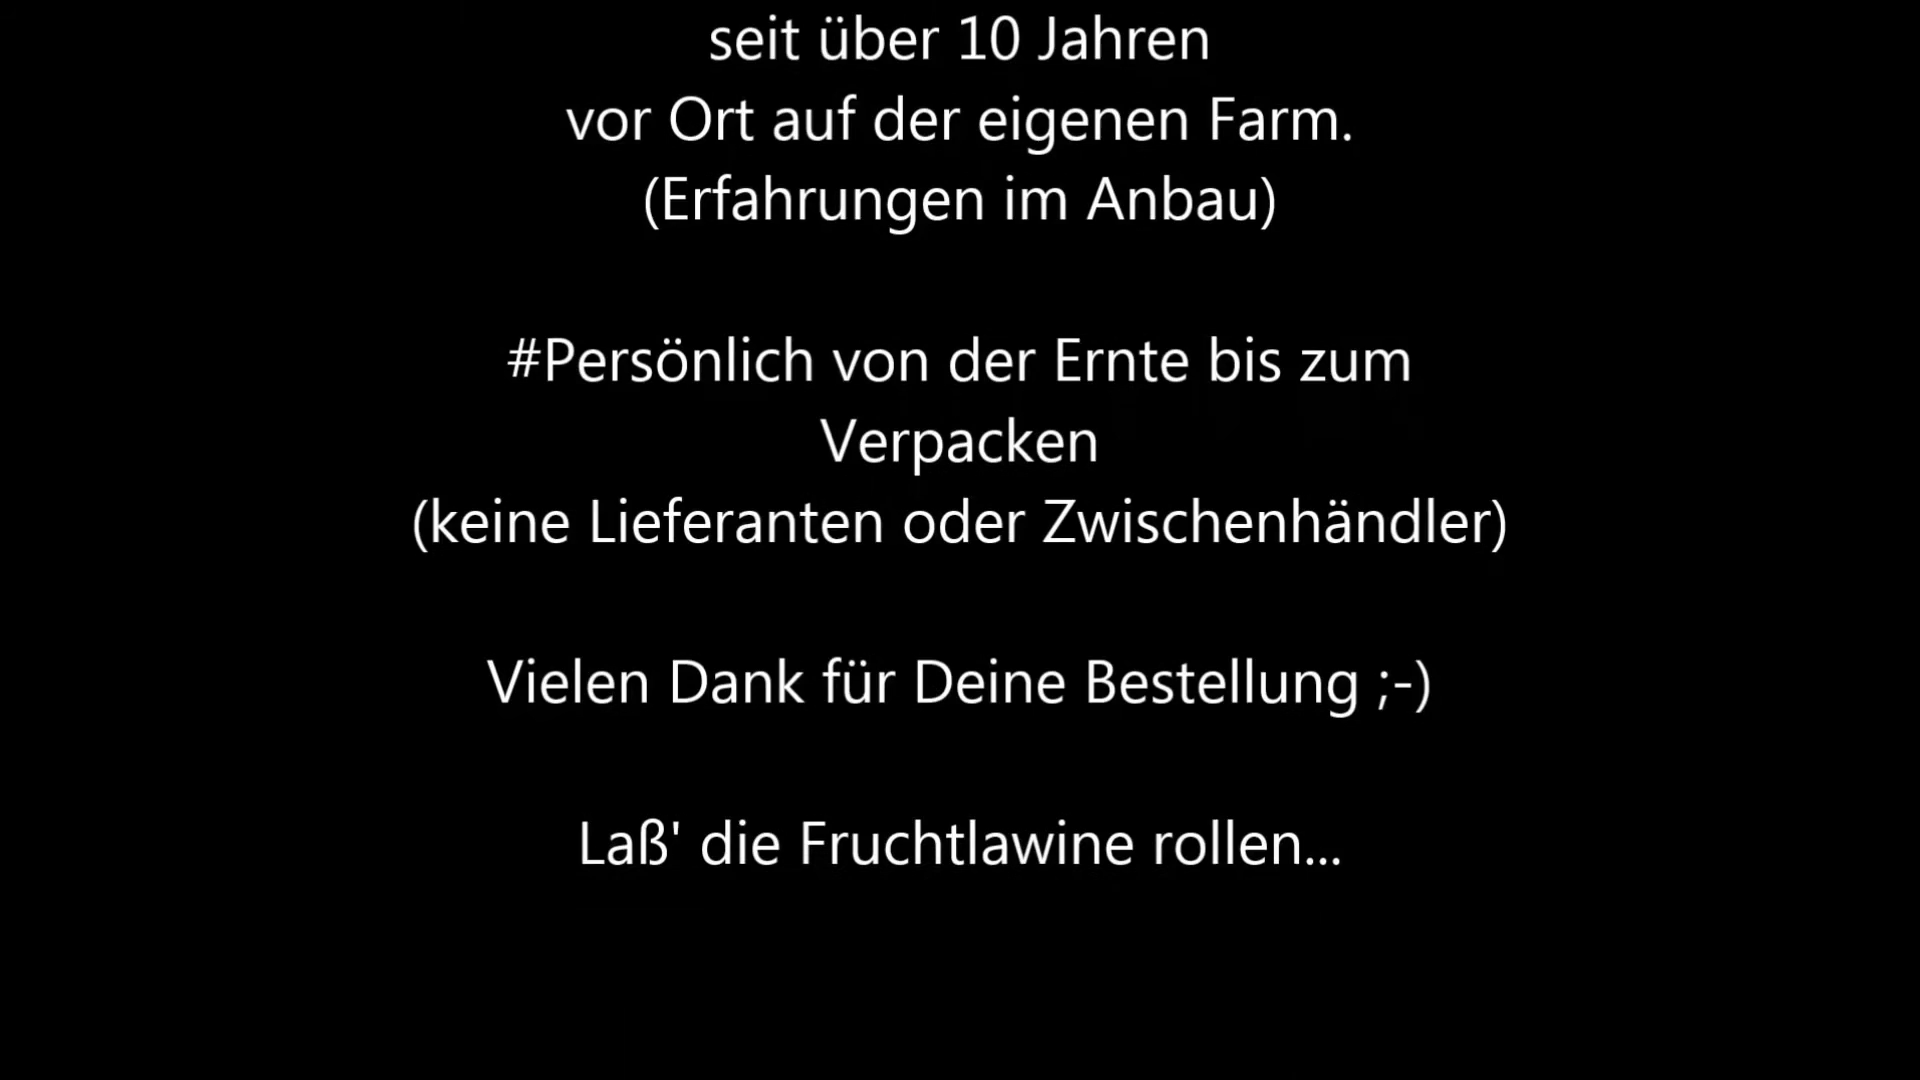 seit über 10 Jahren
vor Ort auf der eigenen Farm.
(Erfahrungen im Anbau)
#Persönlich von der Ernte bis zum
Verpacken
(keine Lieferanten oder Zwischenhändler)
Vielen Dank für Deine Bestellung ;-)
Laß' die Fruchtlawine rollen...